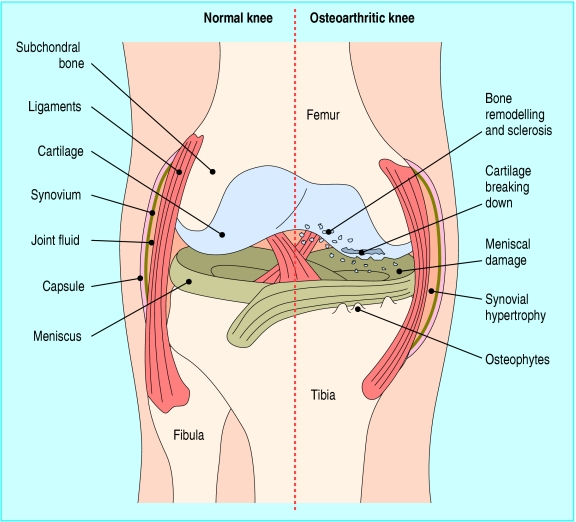 Normal knee
Osteoarthritic knee
Subchondral
bone
Ligaments
Cartilage
Synovium
Joint fluid
Capsule
Meniscus
Femur
Tibia
Fibula
Bone
remodelling
and sclerosis
Cartilage
breaking
down
Meniscal
damage
Synovial
hypertrophy
Osteophytes